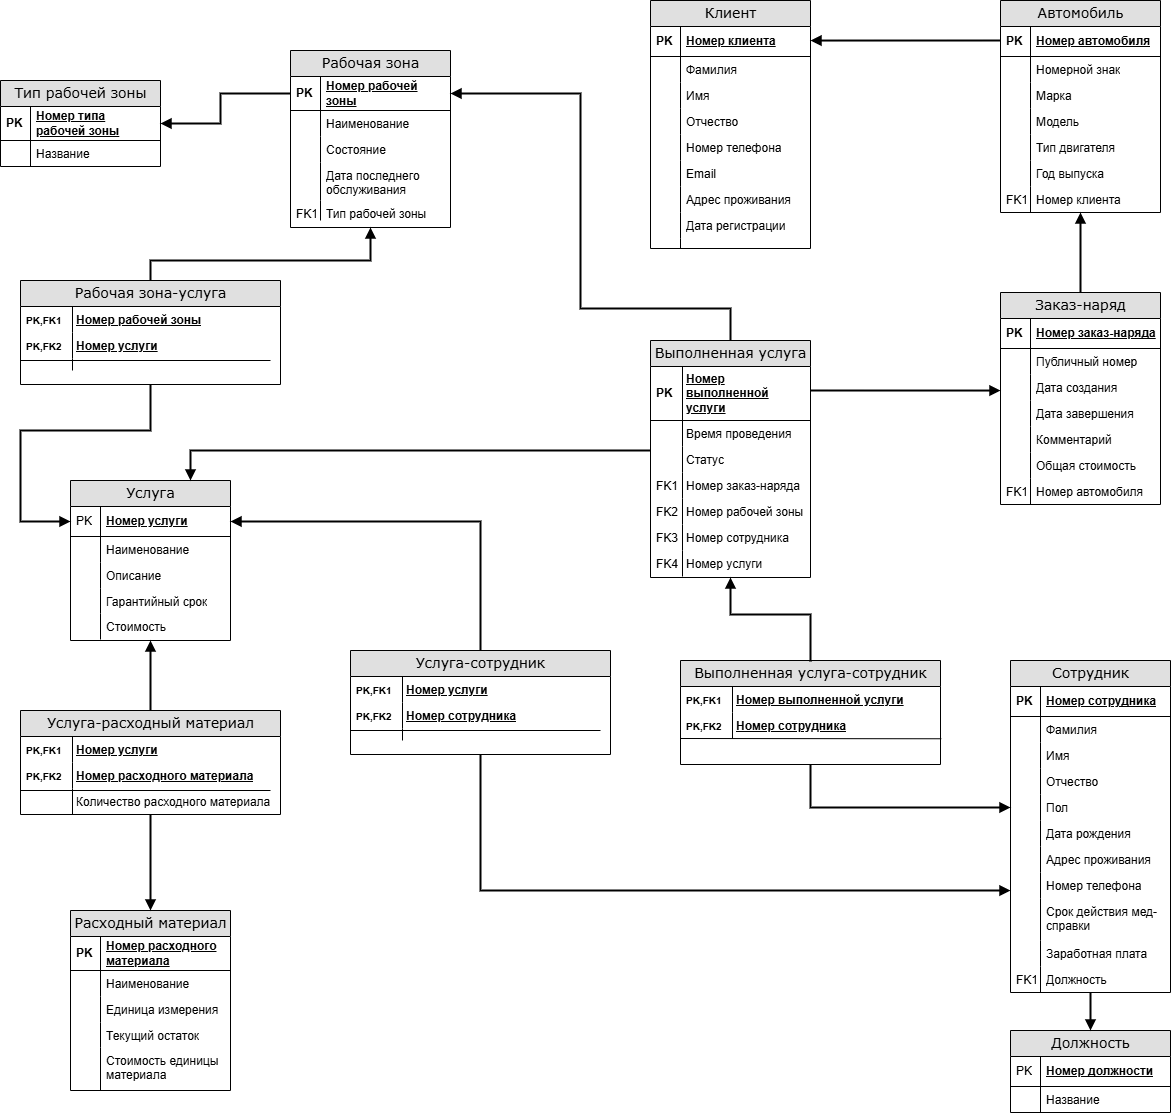 Клиент
PK Номер клиента
Фамилия
Имя
Отчество
Номер телефона
Email
Адрес проживания
Дата регистрации
Автомобиль
PK Номер автомобиля
Номерной знак
Марка
Модель
Тип двигателя
Год выпуска
FK1 Номер клиента
Рабочая зона
PK Номер рабочей
зоны
Наименование
Состояние
Дата последнего
обслуживания
FK1 Тип рабочей зоны
Тип рабочей зоны
PK Номер типа
рабочей зоны
Название
Рабочая зона-услуга
PK,FK1 Номер рабочей зоны
PK,FK2 Номер услуги
Заказ-наряд
PK Номер заказ-наряда
Публичный номер
Дата создания
Дата завершения
Комментарий
Общая стоимость
FK1 Номер автомобиля
Выполненная услуга
PK Номер
выполненной
услуги
Время проведения
Статус
FK1 Номер заказ-наряда
FK2 Номер рабочей зоны
FK3 Номер сотрудника
FK4 Номер услуги
Услуга
PK Номер услуги
Наименование
Описание
Гарантийный срок
Стоимость
Услуга-сотрудник
PK,FK1 Номер услуги
PK,FK2 Номер сотрудника
Выполненная услуга-сотрудник
PK,FK1 Номер выполненной услуги
PK,FK2 Номер сотрудника
Сотрудник
PK Номер сотрудника
Фамилия
Имя
Отчество
Пол
Дата рождения
Адрес проживания
Номер телефона
Срок действия мед-
справки
Заработная плата
FK1 Должность
Услуга-расходный материал
PK,FK1 Номер услуги
PK,FK2 Номер расходного материала
Количество расходного материала
Расходный материал
PK Номер расходного
материала
Наименование
Единица измерения
Текущий остаток
Стоимость единицы
материала
Должность
PK Номер должности
Название